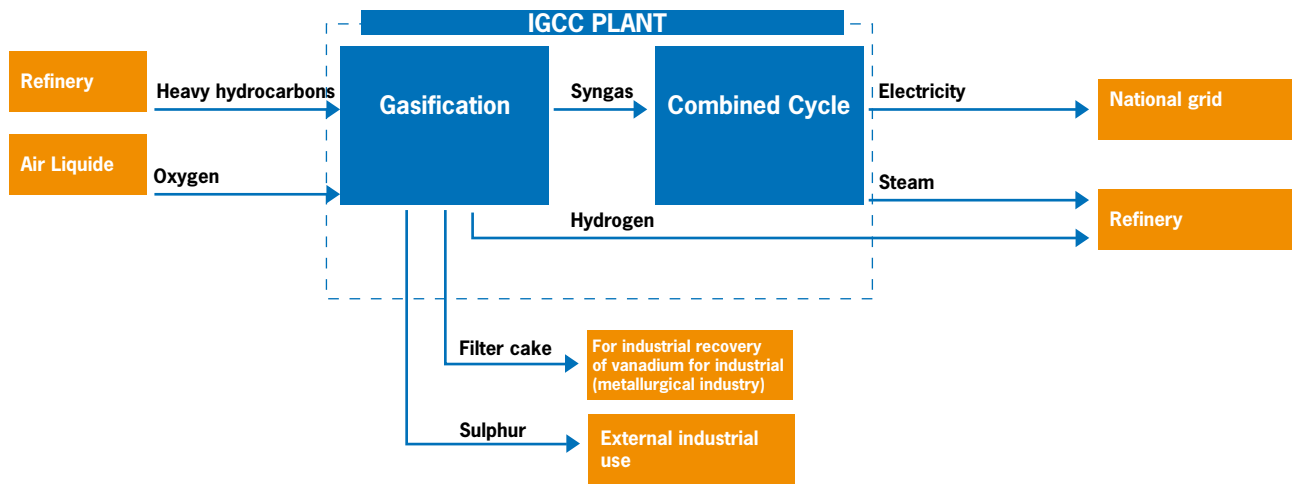 IGCC PLANT
Refinery
Heavy hydrocarbons
Gasification
Syngas
Combined Cycle
Electricity
National grid
Air Liquide
Oxygen
Steam
Hydrogen
Refinery
Filter cake
For industrial recovery
of vanadium for industrial
(metallurgical industry)
Sulphur
External industrial
use